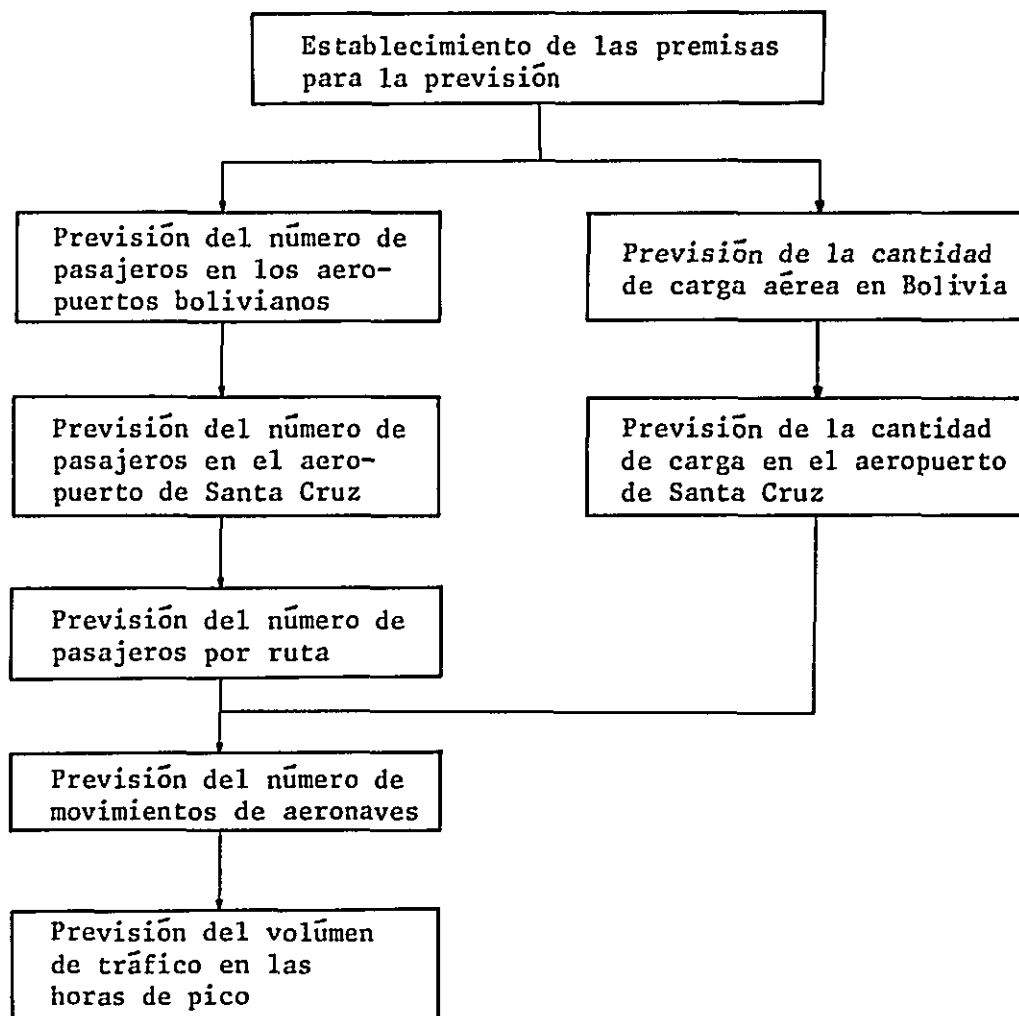 Establecimiento de las premisas
para la previsión
Previsión del número de
pasajeros en los aero-
puertos bolivianos
Previsión de la cantidad
de carga aérea en Bolivia
Previsión del número de
pasajeros en el aero-
puerto de Santa Cruz
Previsión de la cantidad
de carga en el aeropuerto
de Santa Cruz
Previsión del número de
pasajeros por ruta
Previsión del número de
movimientos de aeronaves
Previsión del volúmen
de tráfico en las
horas de pico